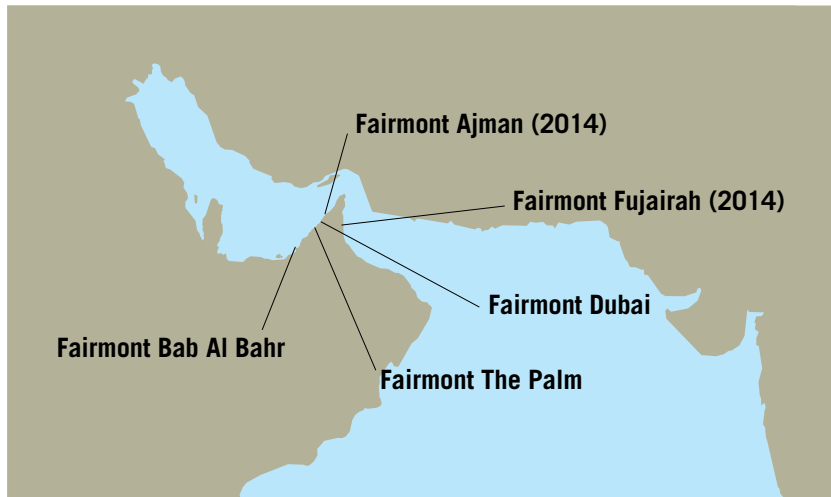 Fairmont Ajman (2014)
Fairmont Fujairah (2014)
Fairmont Dubai
Fairmont Bab Al Bahr
Fairmont The Palm